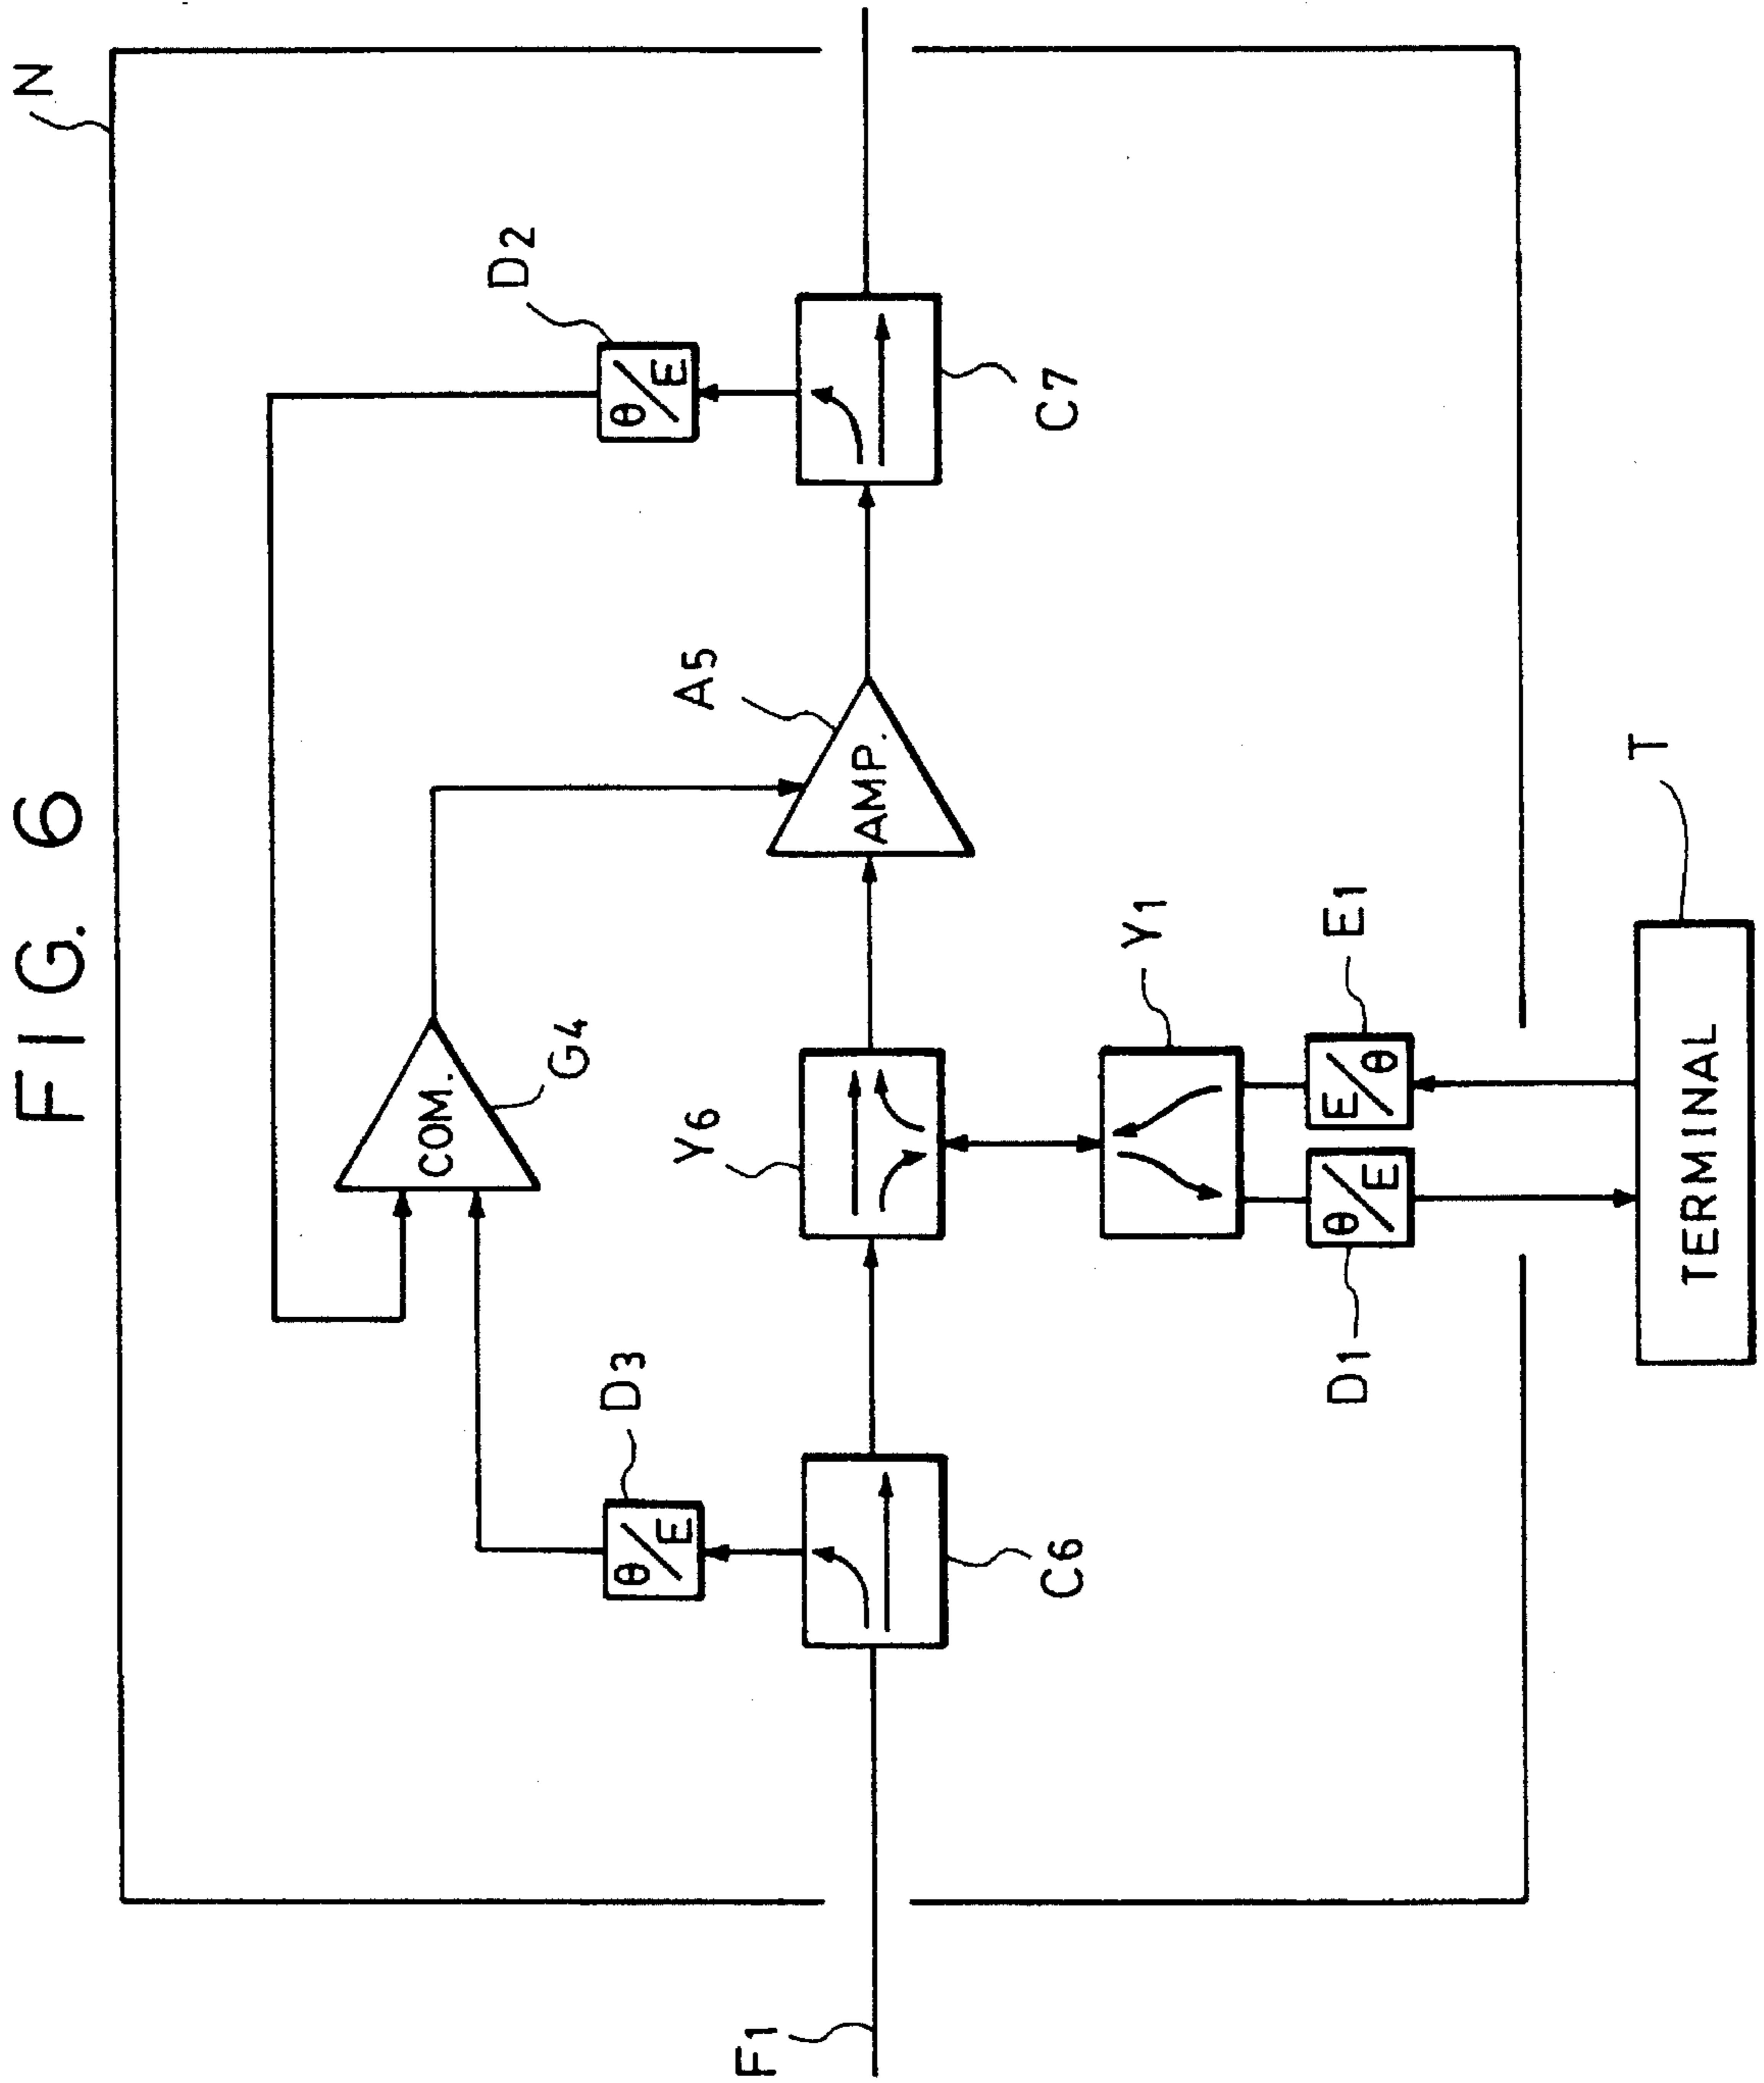 FIG. 6
N
D2
θ/E
COM.
G4
A5
AMP.
C7
D3
θ/E
Y6
C6
F1
Y1
E1
E/θ
D1
θ/E
T
TERMINAL